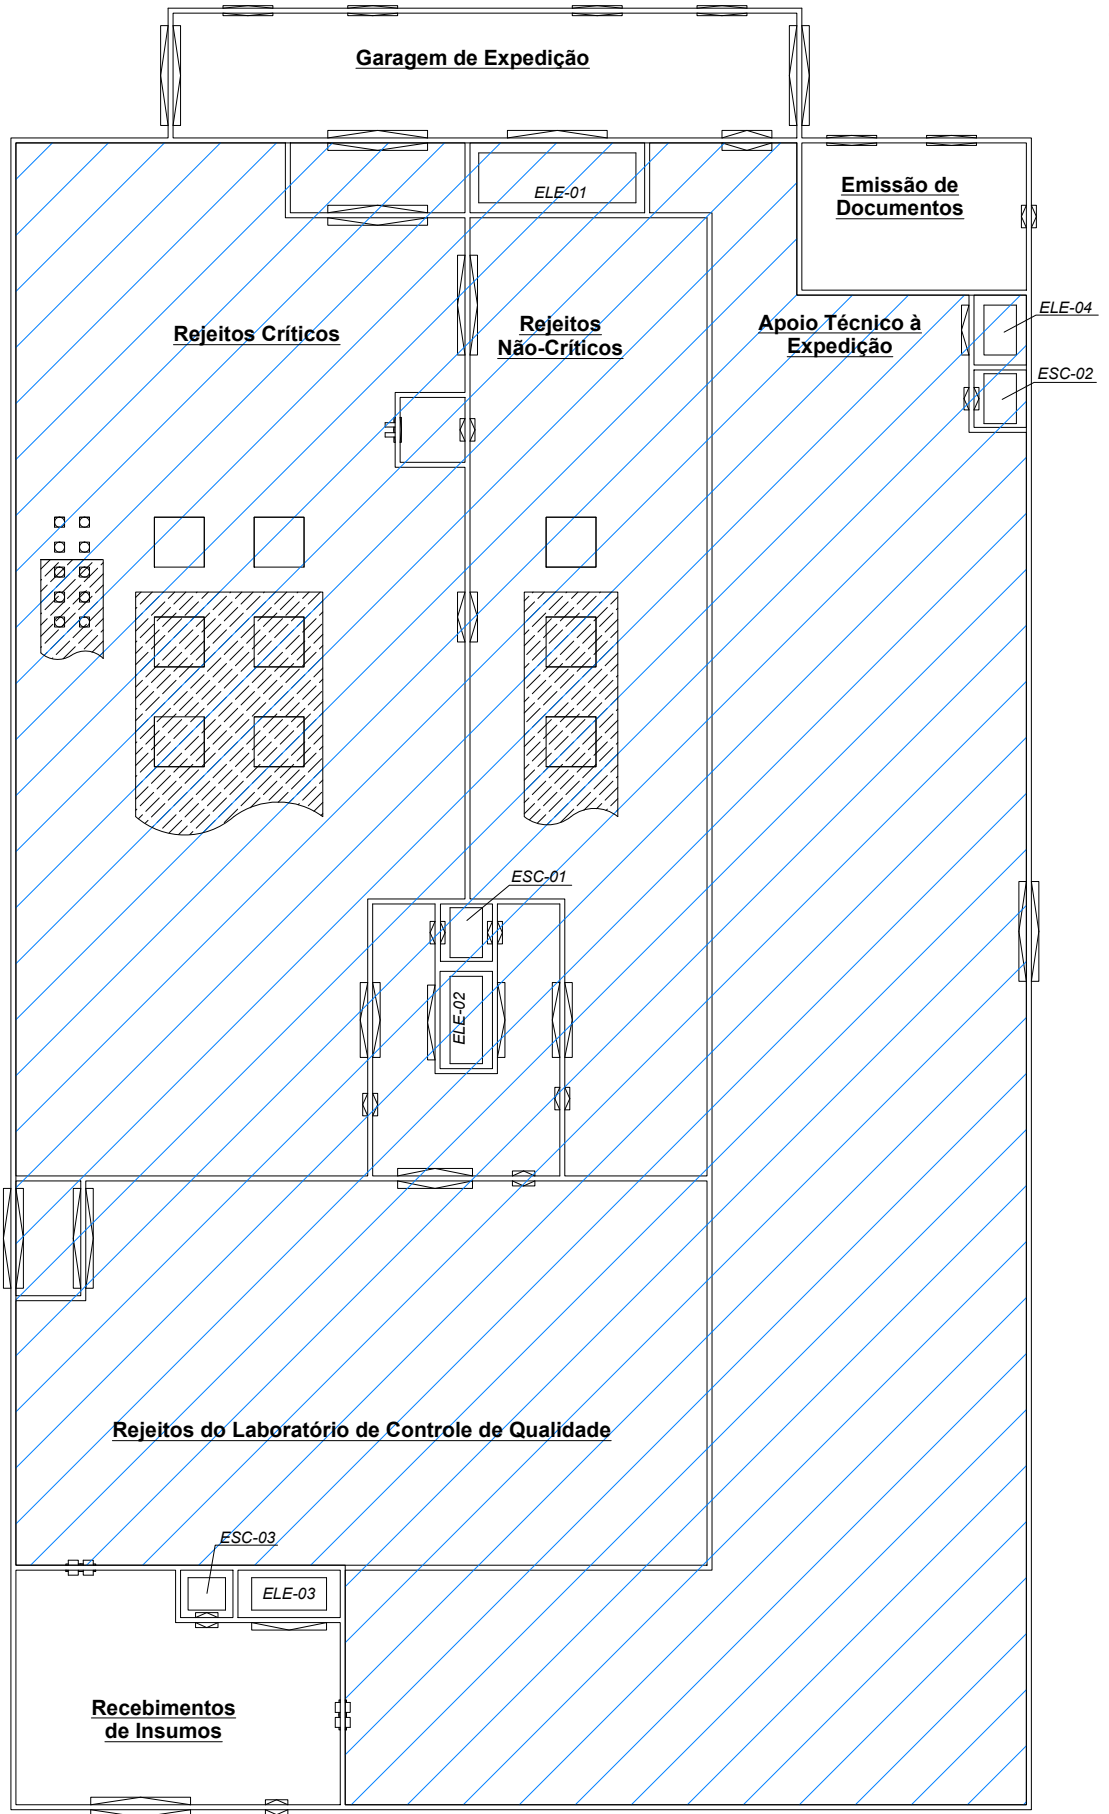 Garagem de Expedição
ELE-01
Emissão de
Documentos
Rejeitos Críticos
Rejeitos
Não-Críticos
Apoio Técnico à
Expedição
ELE-04
ESC-02
ESC-01
ELE-02
Rejeitos do Laboratório de Controle de Qualidade
ESC-03
ELE-03
Recebimentos
de Insumos